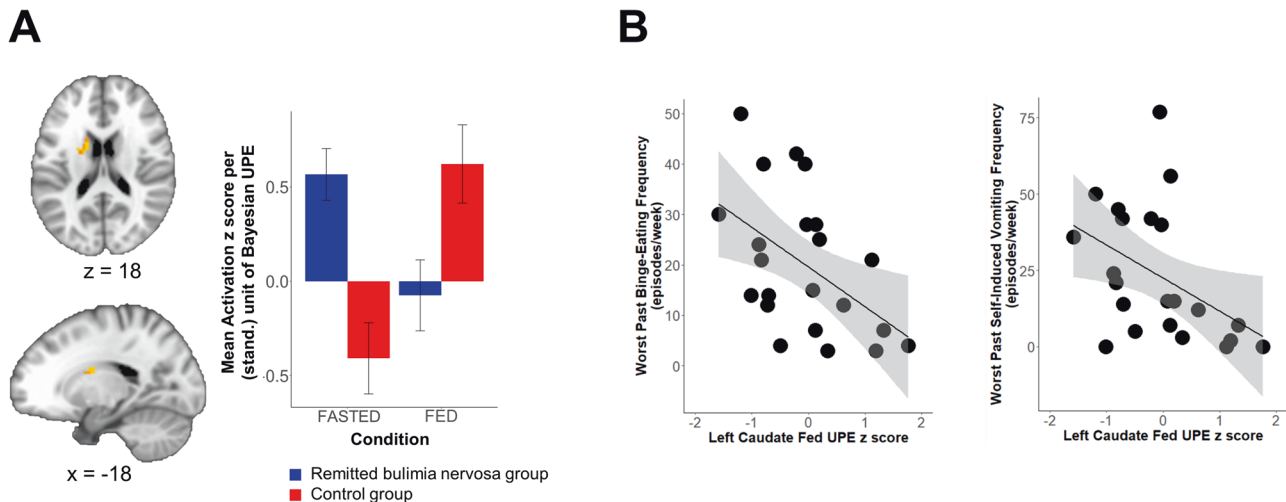 A
B
z = 18
x = -18
Mean Activation z score per
(stand.) unit of Bayesian UPE
0.5
0.0
-0.5
FASTED
FED
Condition
Remitted bulimia nervosa group
Control group
Worst Past Binge-Eating Frequency
(episodes/week)
50
40
30
20
10
0
-2
-1
0
1
2
Left Caudate Fed UPE z score
Worst Past Self-Induced Vomiting Frequency
(episodes/week)
75
50
25
0
-2
-1
0
1
2
Left Caudate Fed UPE z score